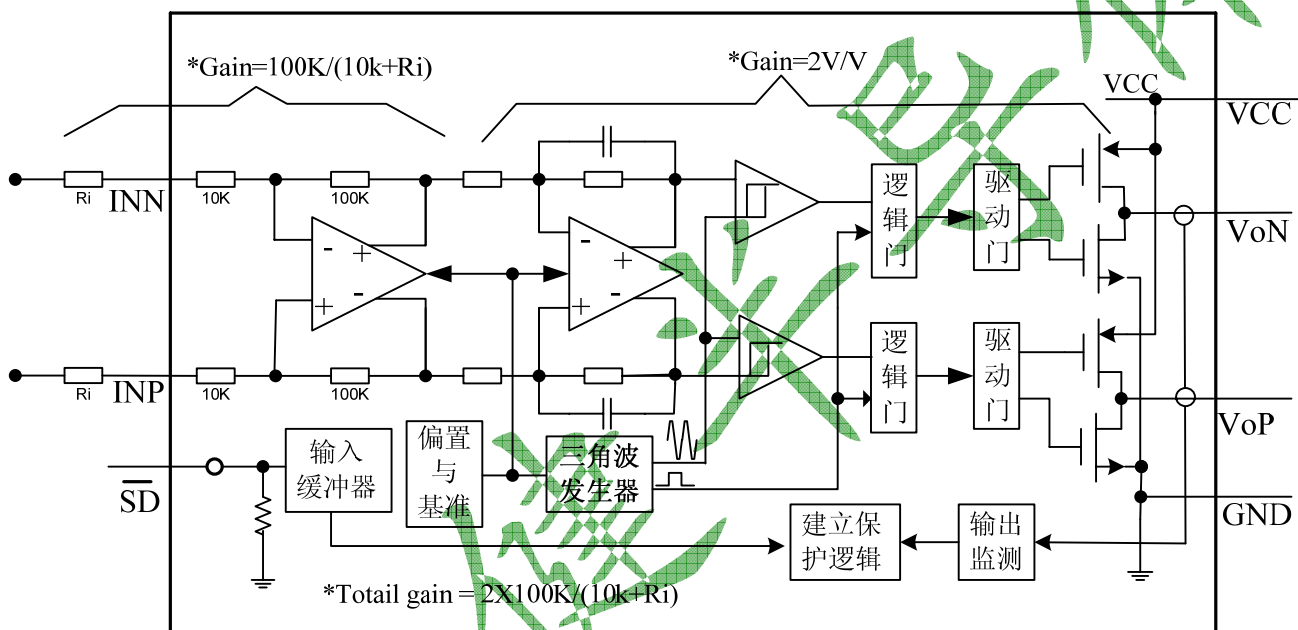 *Gain=100K/(10k+Ri)
*Gain=2V/V
VCC
VCC
Ri
INN
10K
100K
逻辑门
驱动门
VoN
-
+
+
-
-
+
+
-
Ri
INP
10K
100K
逻辑门
驱动门
VoP
SD
输入
缓冲器
偏置
与
基准
三角波
发生器
GND
建立保
护逻辑
输出
监测
*Totail gain = 2X100K/(10k+Ri)